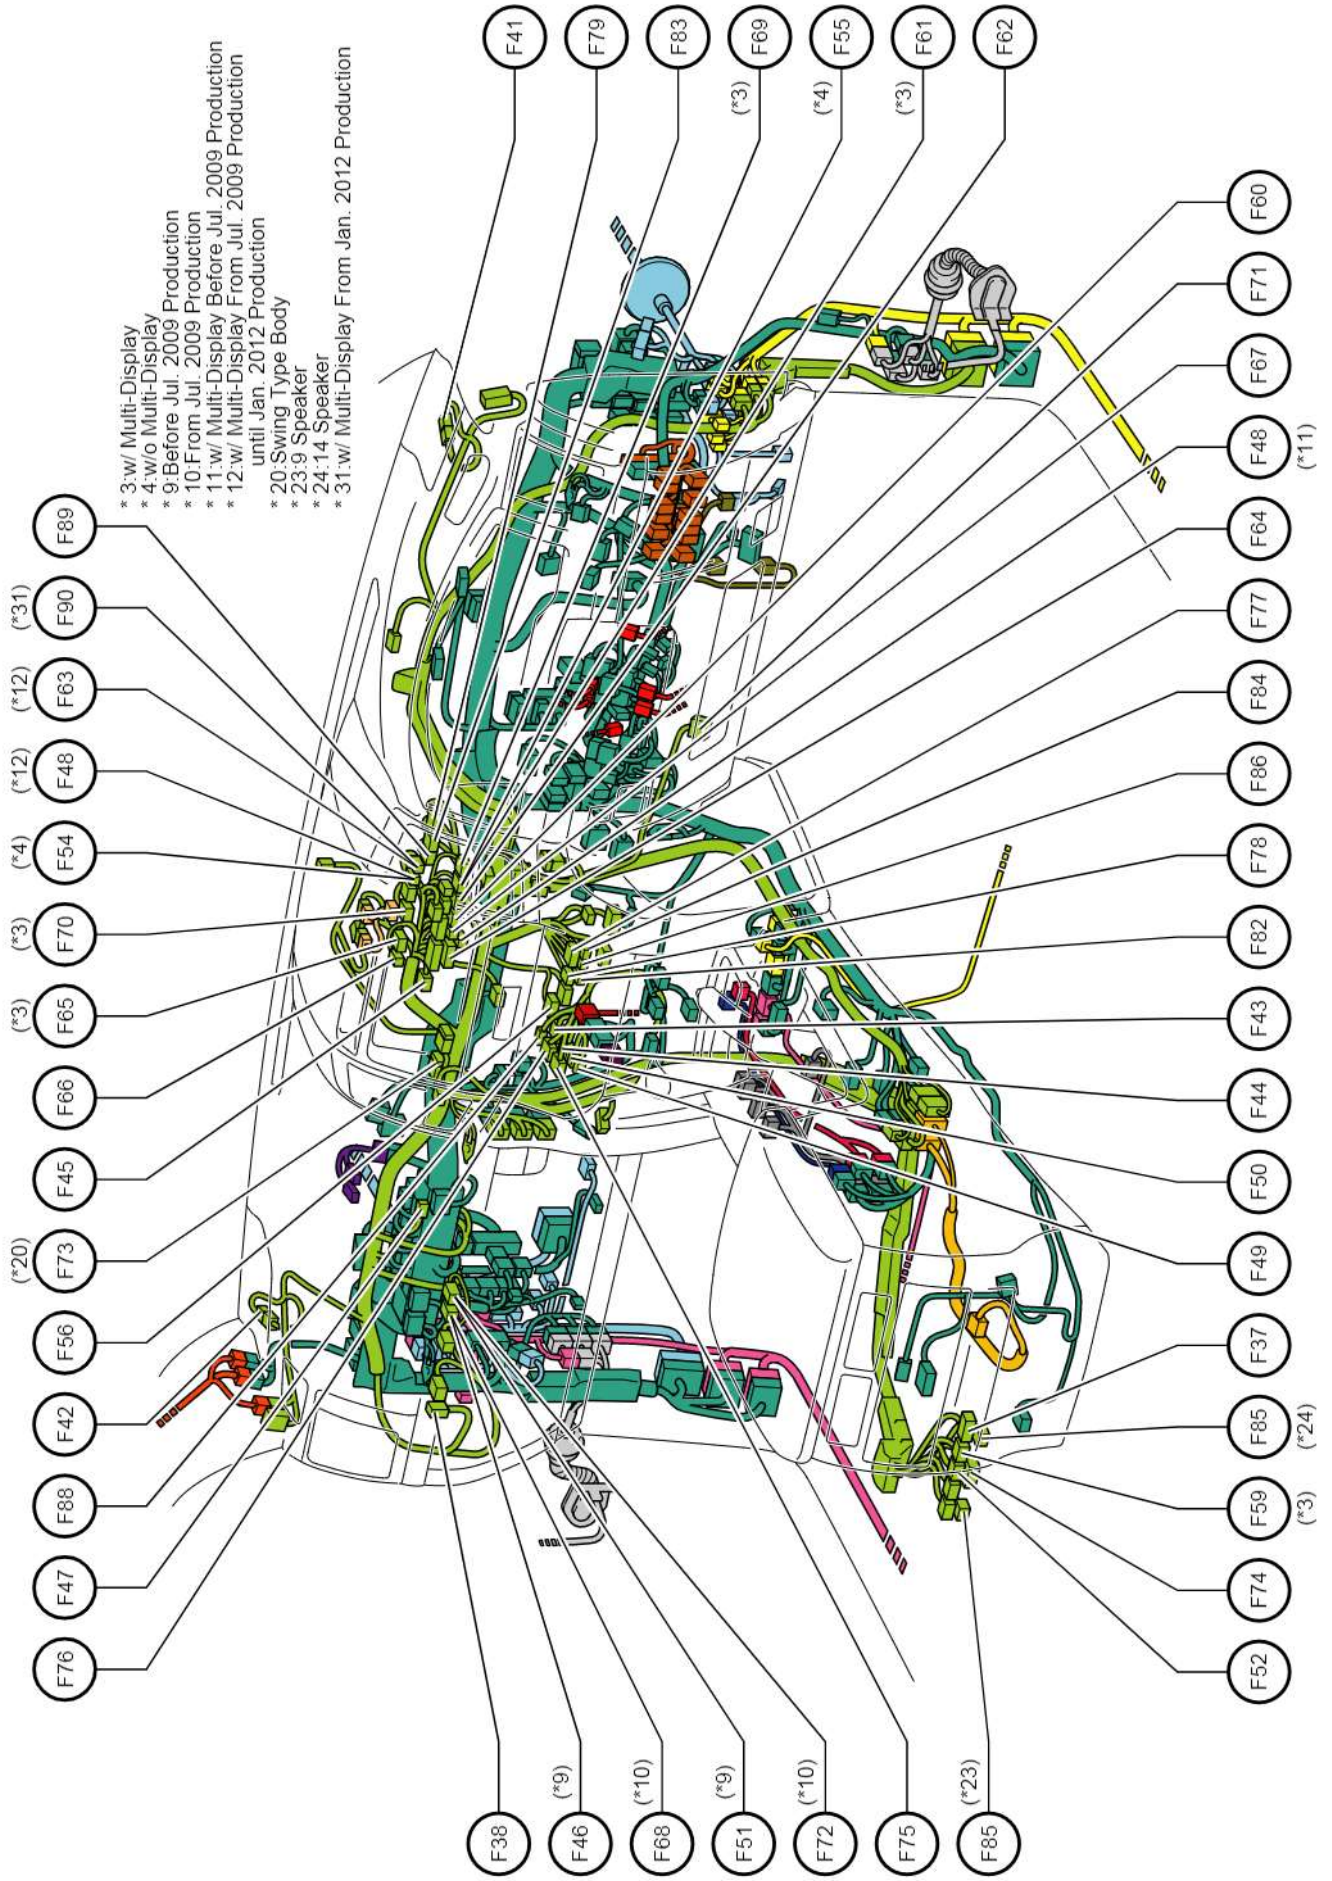 F76
F47
F88
F42
F56
F73
(*20)
F45
F66
F65
(*3)
F70
(*3)
F54
(*4)
F48
(*12)
F63
(*12)
F90
(*31)
F89
* 3:w/ Multi-Display
* 4:w/o Multi-Display
* 9:Before Jul. 2009 Production
* 10:From Jul. 2009 Production
* 11:w/ Multi-Display Before Jul. 2009 Production
* 12:w/ Multi-Display From Jul. 2009 Production
until Jan. 2012 Production
* 20:Swing Type Body
* 23:9 Speaker
* 24:14 Speaker
* 31:w/ Multi-Display From Jan. 2012 Production
F41
F79
F83
F69
(*3)
F55
(*4)
F61
(*3)
F62
F38
F46
(*9)
F68
(*10)
F51
(*9)
F72
(*10)
F75
F85
(*23)
F52
F74
F59
(*3)
F85
(*24)
F37
F49
F50
F44
F43
F82
F78
F86
F84
F77
F64
F48
(*11)
F67
F71
F60